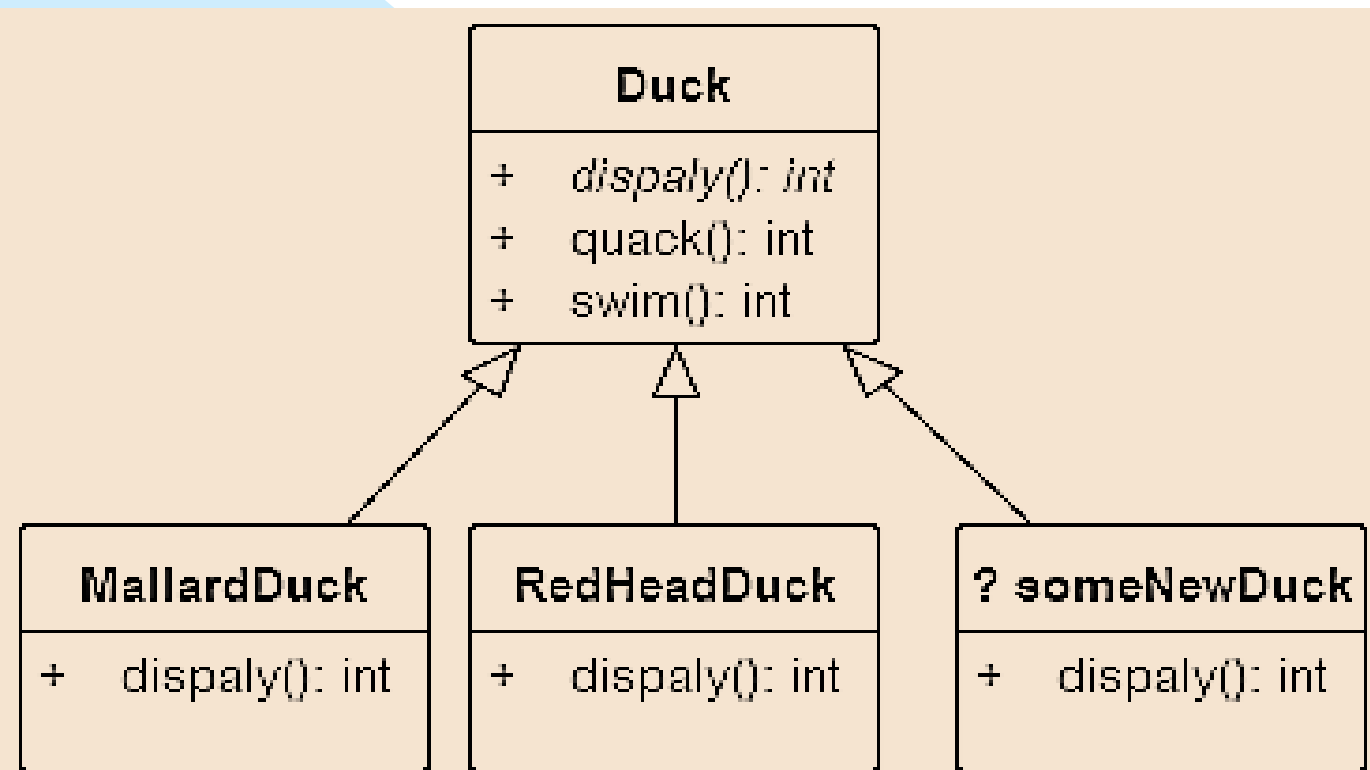 Duck
+ dispaly(): int
+ quack(): int
+ swim(): int
MallardDuck
+ dispaly(): int
RedHeadDuck
+ dispaly(): int
? someNewDuck
+ dispaly(): int